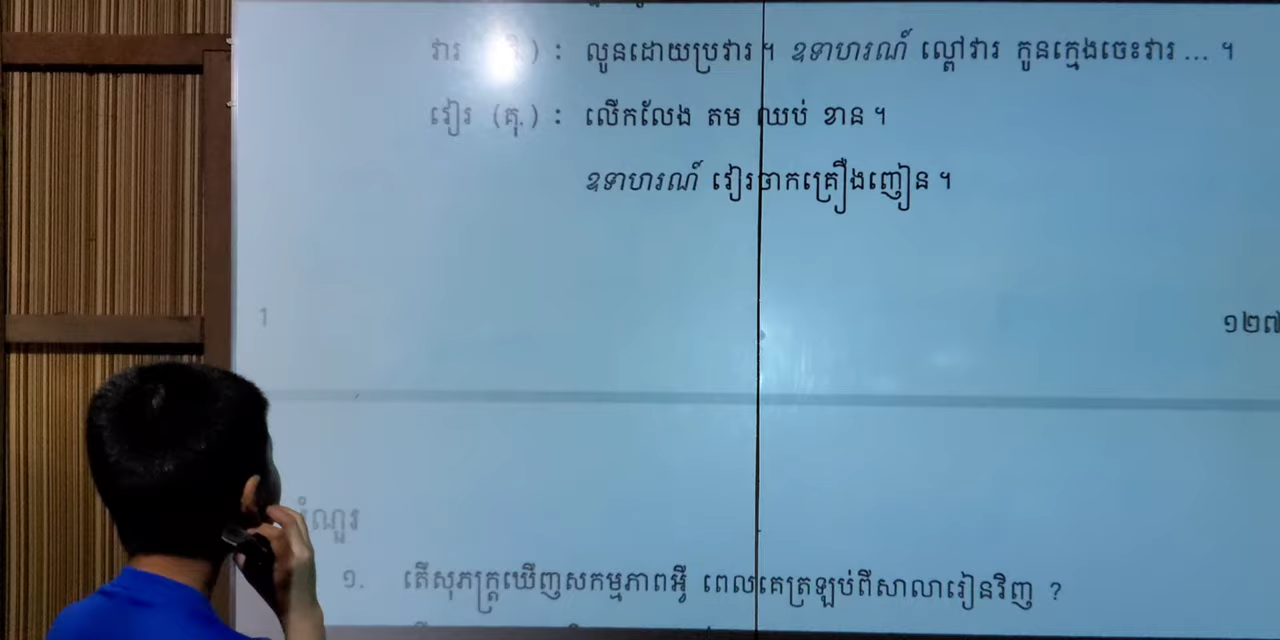 វារ : លូនដោយប្រវារ ។ ឧទាហរណ៍ ល្ពៅវារ កូនក្មេងចេះវារ ... ។
វៀរ (គុ.) : លើកលែង តម ឈប់ ខាន ។
ឧទាហរណ៍ វៀរចាកគ្រឿងញៀន ។
1
១២៧
១. តើសុភក្ត្រឃើញសកម្មភាពអ្វី ពេលគេត្រឡប់ពីសាលារៀនវិញ ?